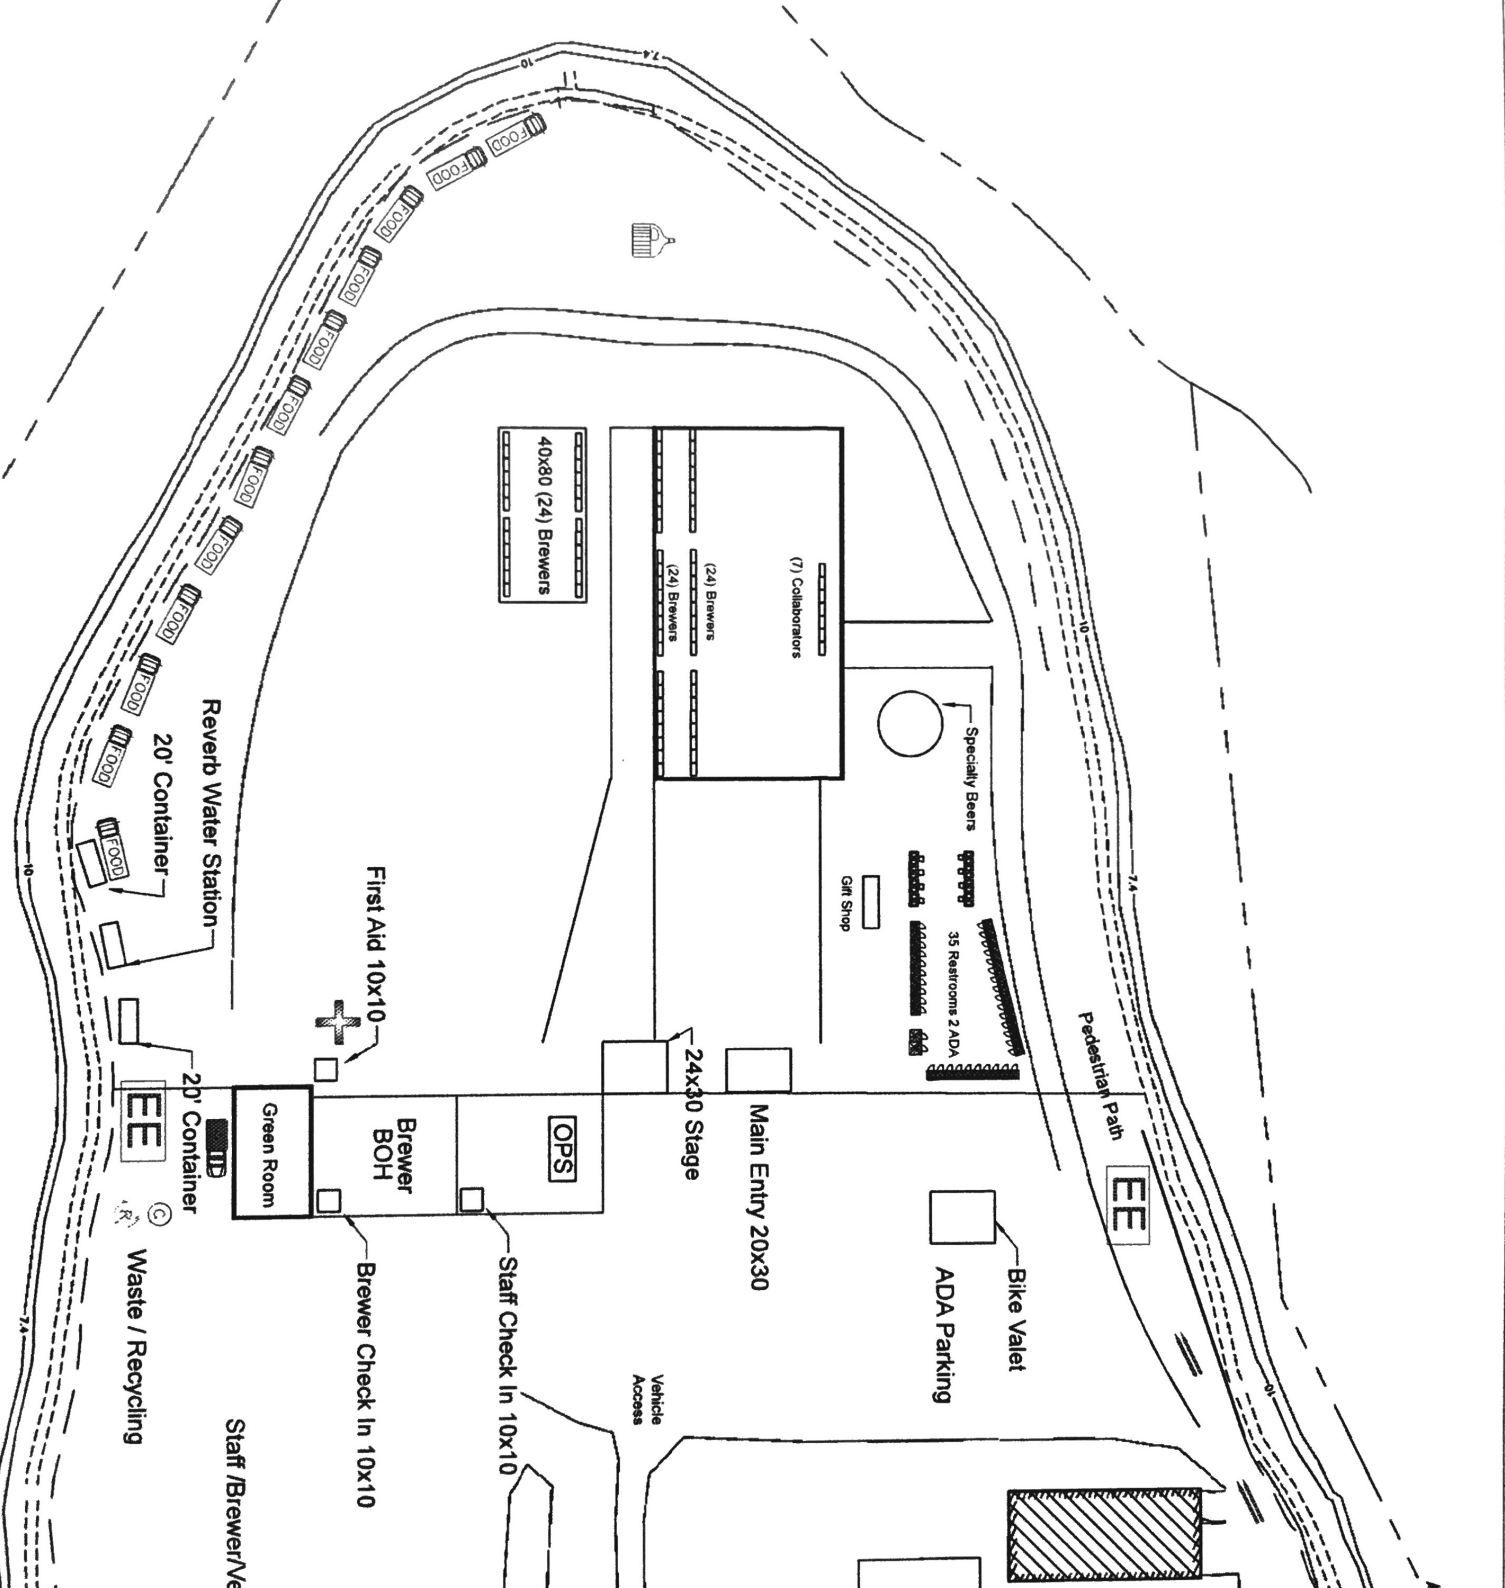 10
7.4
FOOD
FOOD
FOOD
FOOD
FOOD
FOOD
FOOD
FOOD
FOOD
FOOD
FOOD
FOOD
40x80 (24) Brewers
(24) Brewers
(24) Brewers
(7) Collaborators
10
Specialty Beers
Gift Shop
35 Restrooms 2 ADA
7.4
Pedestrian Path
20' Container
Reverb Water Station
10
First Aid 10x10
20' Container
24x30 Stage
Main Entry 20x30
EE
Green Room
Brewer
BOH
OPS
EE
Bike Valet
ADA Parking
C
R
Waste / Recycling
Brewer Check In 10x10
Staff Check In 10x10
Vehicle
Access
7.4
10
Staff /Brewer/Ve